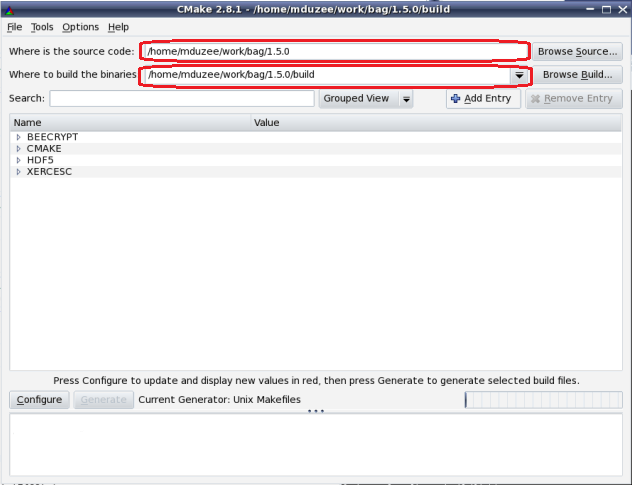 CMake 2.8.1 - /home/mduzee/work/bag/1.5.0/build
File Tools Options Help
Where is the source code: /home/mduzee/work/bag/1.5.0 Browse Source...
Where to build the binaries: /home/mduzee/work/bag/1.5.0/build Browse Build...
Search: Grouped View Add Entry Remove Entry
Name Value
BEECRYPT
CMAKE
HDF5
XERCESC
Press Configure to update and display new values in red, then press Generate to generate selected build files.
Configure Generate Current Generator: Unix Makefiles